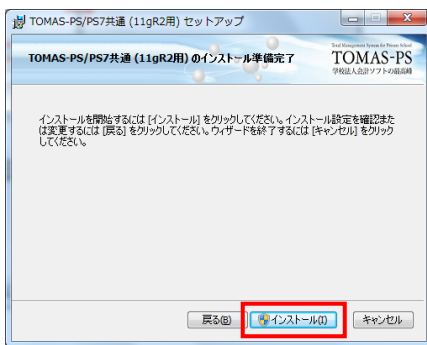 TOMAS-PS/PS7共通 (11gR2用) セットアップ
TOMAS-PS/PS7共通 (11gR2用) のインストール準備完了
Total Management System for Private School
TOMAS-PS
学校法人会計ソフトの最高峰
インストールを開始するには [インストール] をクリックしてください。インストール設定を確認また
は変更するには [戻る] をクリックしてください。ウィザードを終了するには [キャンセル] をクリック
してください。
戻る(B)
インストール(I)
キャンセル